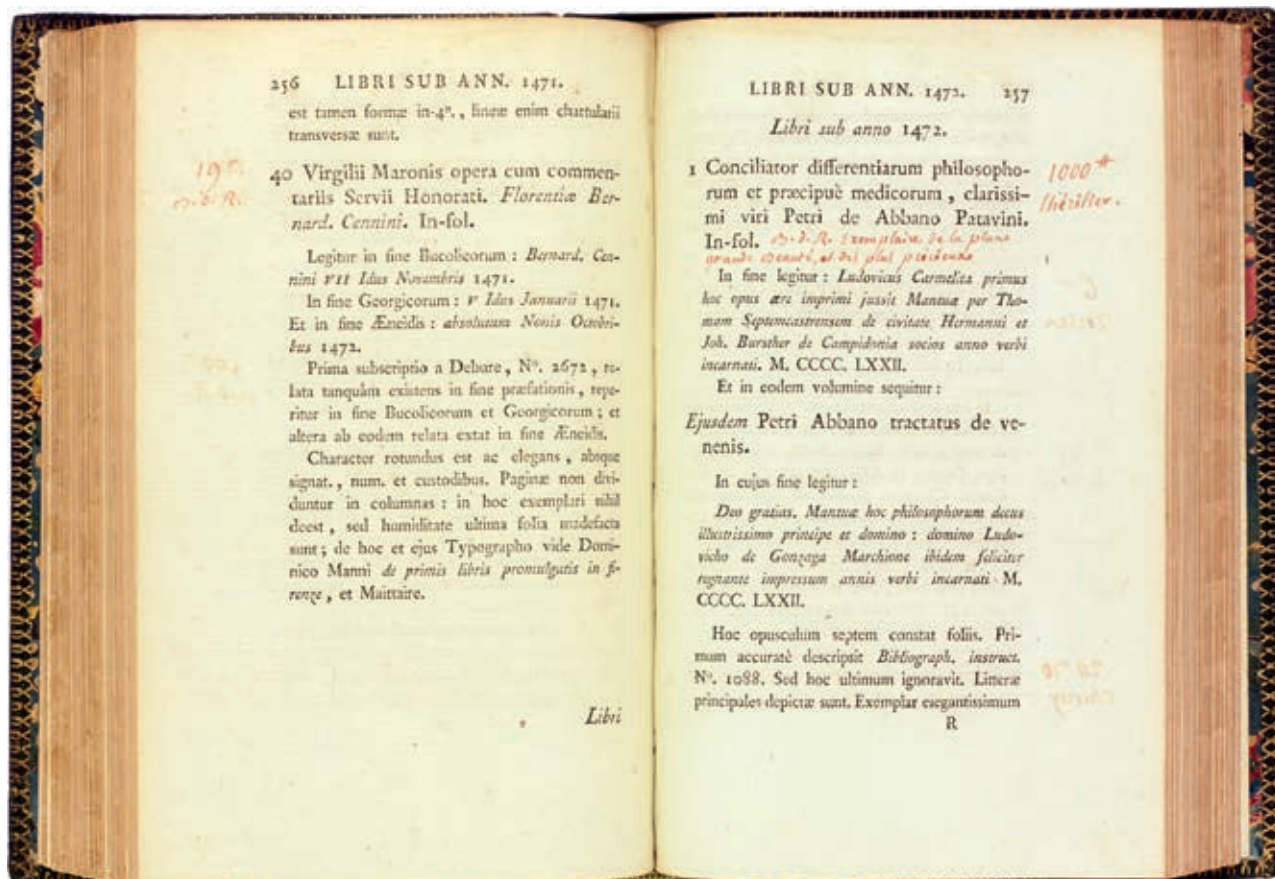 256 LIBRI SUB ANN. 1471.
est tamen formæ in-4°., lineæ enim chartularii
transversæ sunt.
40 Virgilii Maronis opera cum commen-
tariis Servii Honorati. Florentiæ Ber-
nard. Cennini. In-fol.
Legitur in fine Bucolicorum : Bernard. Cen-
nini VII Idus Novembris 1471.
In fine Georgicorum : V Idus Januarii 1471.
Et in fine Æneidis : absolutum Nonis Octobri-
bus 1472.
Prima subscriptio a Debure, N°. 2672, re-
lata tanquàm existens in fine præfationis, repe-
ritur in fine Bucolicorum et Georgicorum ; et
altera ab eodem relata extat in fine Æneidis.
Character rotundus est ac elegans, absque
signat., num. et custodibus. Paginæ non divi-
duntur in columnas : in hoc exemplari nihil
deest, sed humiditate ultima folia madefacta
sunt ; de hoc et ejus Typographo vide Domi-
nico Manni de primis libris promulgatis in fi-
renze, et Maittaire.
Libri
LIBRI SUB ANN. 1472. 257
Libri sub anno 1472.
1 Conciliator differentiarum philosopho-
rum et præcipuè medicorum, clarissi-
mi viri Petri de Abbano Patavini.
In-fol. Exemplaire de la plus
grande beauté, et des plus
1000
In fine legitur : Ludovicus Carmelita primus
hoc opus ære imprimi jussit Mantuæ per Tho-
mam Septemcastrensem de civitate Hermanni et
Joh. Burster de Campidonia socios anno verbi
incarnati. M. CCCC. LXXII.
Et in eodem volumine sequitur :
Ejusdem Petri Abbano tractatus de ve-
nenis.
In cujus fine legitur :
Deo gratias. Mantuæ hoc philosophorum decus
illustrissimo principe et domino : domino Ludo-
vicho de Gonzaga Marchione ibidem feliciter
regnante impressum annis verbi incarnati M.
CCCC. LXXII.
Hoc opusculum septem constat foliis. Pri-
mum accuratè descripsit Bibliograph. instruct.
N°. 1088. Sed hoc ultimum ignoravit. Litteræ
principales depictæ sunt. Exemplar elegantissimum
R